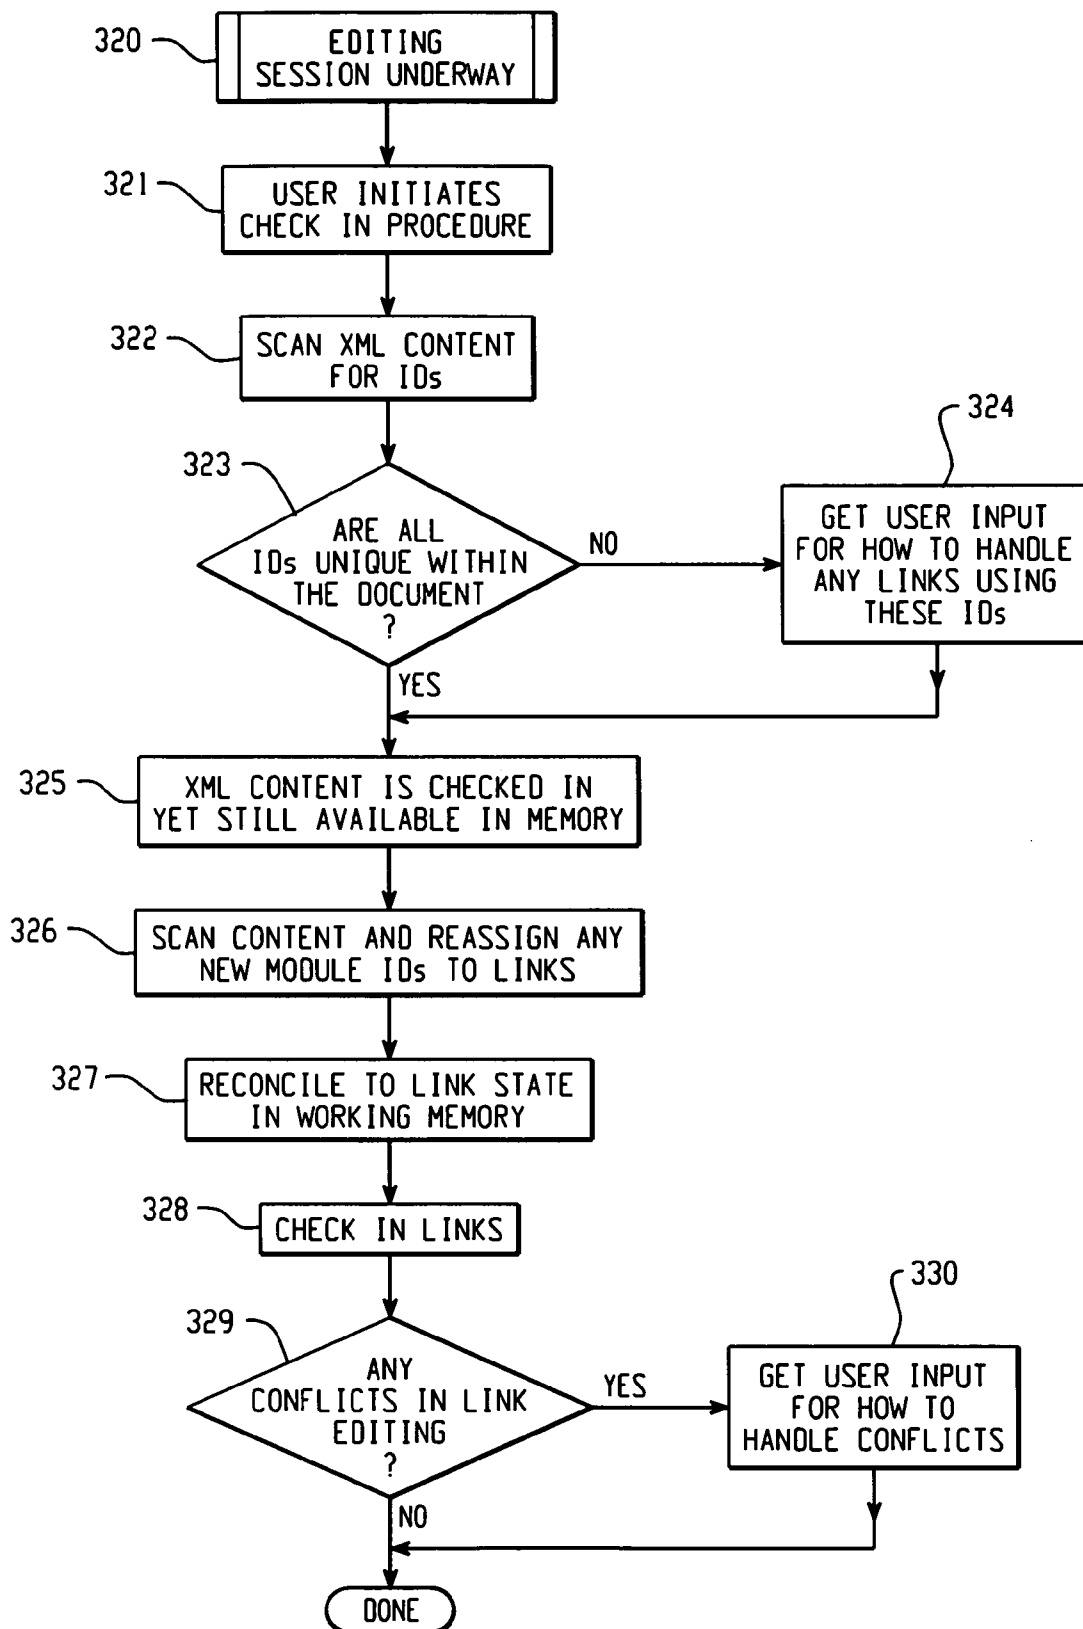 320
EDITING
SESSION UNDERWAY
321
USER INITIATES
CHECK IN PROCEDURE
322
SCAN XML CONTENT
FOR IDs
323
ARE ALL
IDs UNIQUE WITHIN
THE DOCUMENT
?
NO
324
GET USER INPUT
FOR HOW TO HANDLE
ANY LINKS USING
THESE IDs
YES
325
XML CONTENT IS CHECKED IN
YET STILL AVAILABLE IN MEMORY
326
SCAN CONTENT AND REASSIGN ANY
NEW MODULE IDs TO LINKS
327
RECONCILE TO LINK STATE
IN WORKING MEMORY
328
CHECK IN LINKS
329
ANY
CONFLICTS IN LINK
EDITING
?
YES
330
GET USER INPUT
FOR HOW TO
HANDLE CONFLICTS
NO
DONE